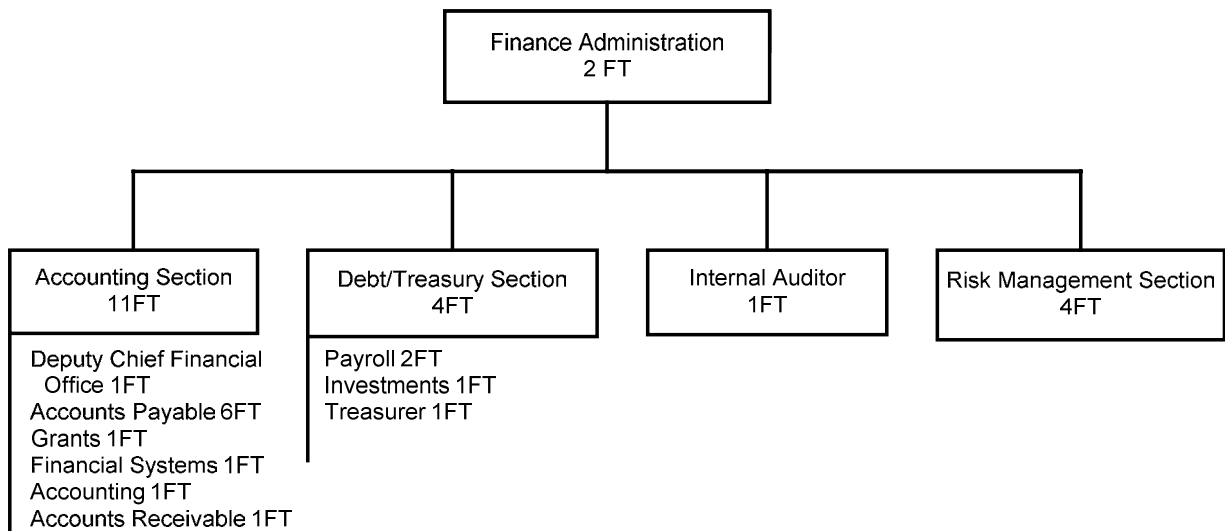 Finance Administration
2 FT
Accounting Section
11FT
Deputy Chief Financial
Office 1FT
Accounts Payable 6FT
Grants 1FT
Financial Systems 1FT
Accounting 1FT
Accounts Receivable 1FT
Debt/Treasury Section
4FT
Payroll 2FT
Investments 1FT
Treasurer 1FT
Internal Auditor
1FT
Risk Management Section
4FT